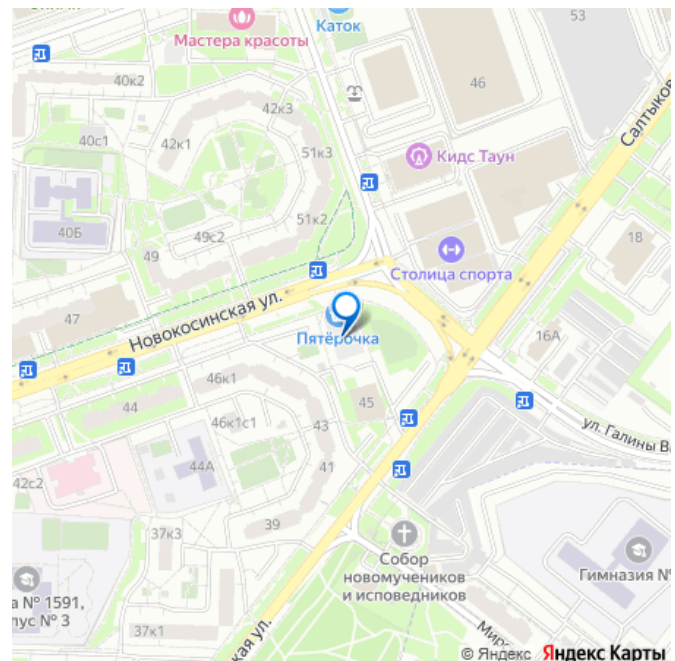 53
Мастера красоты
Каток
40к2
46
42к3
Салтыков
40с1
42к1
51к3
Кидс Таун
40Б
51к2
49с2
18
49
Столица спорта
Новокосинская ул.
47
Пятёрочка
16А
46к1
44
45
46к1с1
43
ул. Галины В
44А
41
42с2
39
37к3
Собор
новомучеников
и исповедников
Гимназия №
а № 1591,
пус № 3
37к1
кая ул.
Мира
© Яндекс Яндекс Карты